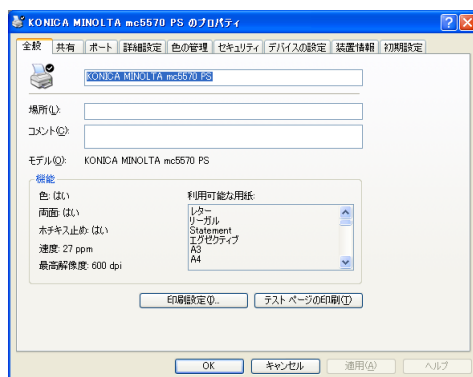 KONICA MINOLTA mc5570 PS のプロパティ
全般 共有 ポート 詳細設定 色の管理 セキュリティ デバイスの設定 装置情報 初期設定
KONICA MINOLTA mc5570 PS
場所(L):
コメント(C):
モデル(O): KONICA MINOLTA mc5570 PS
機能
色: はい
利用可能な用紙:
両面: はい
ホチキス止め: はい
速度: 27 ppm
最高解像度: 600 dpi
レター
リーガル
Statement
エグゼクティブ
A3
A4
印刷設定(I)... テスト ページの印刷(T)
OK キャンセル 適用(A) ヘルプ